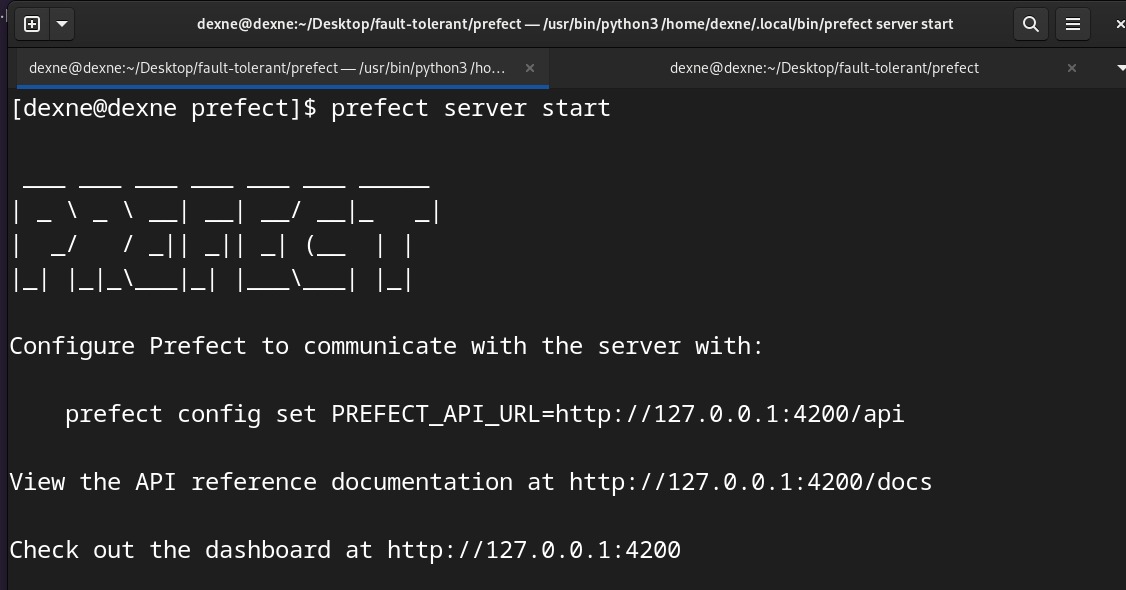 dexne@dexne:~/Desktop/fault-tolerant/prefect — /usr/bin/python3 /home/dexne/.local/bin/prefect server start
dexne@dexne:~/Desktop/fault-tolerant/prefect — /usr/bin/python3 /ho...
dexne@dexne:~/Desktop/fault-tolerant/prefect
[dexne@dexne prefect]$ prefect server start
 ___ ___ ___ ___ ___ ___ _____
| _ \ _ \ __| __| __/ __|_   _|
|  _/   / _|| _|| _| (__  | |
|_| |_|_\___|_| |___\___| |_|
Configure Prefect to communicate with the server with:
    prefect config set PREFECT_API_URL=http://127.0.0.1:4200/api
View the API reference documentation at http://127.0.0.1:4200/docs
Check out the dashboard at http://127.0.0.1:4200